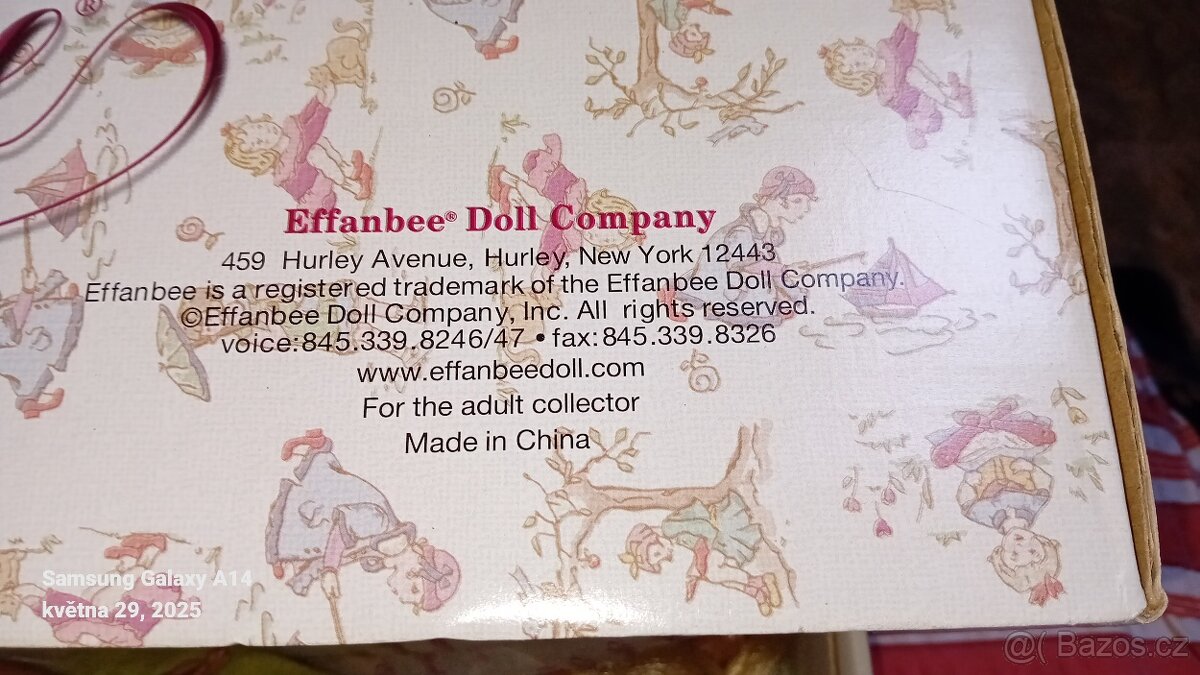 ®
Effanbee® Doll Company
459 Hurley Avenue, Hurley, New York 12443
Effanbee is a registered trademark of the Effanbee Doll Company.
©Effanbee Doll Company, Inc. All rights reserved.
voice:845.339.8246/47 • fax:845.339.8326
www.effanbeedoll.com
For the adult collector
Made in China
Samsung Galaxy A14
května 29, 2025
@( Bazos.cz